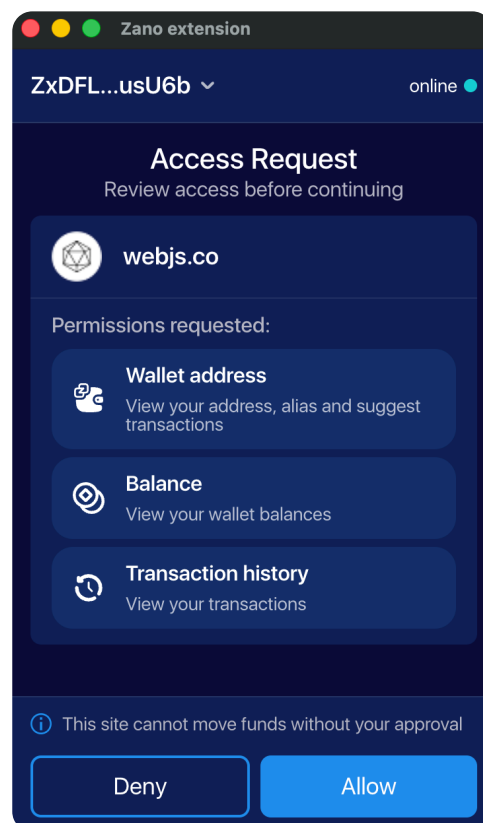 Zano extension
ZxDFL...usU6b
online
Access Request
Review access before continuing
webjs.co
Permissions requested:
Wallet address
View your address, alias and suggest
transactions
Balance
View your wallet balances
Transaction history
View your transactions
This site cannot move funds without your approval
Deny
Allow